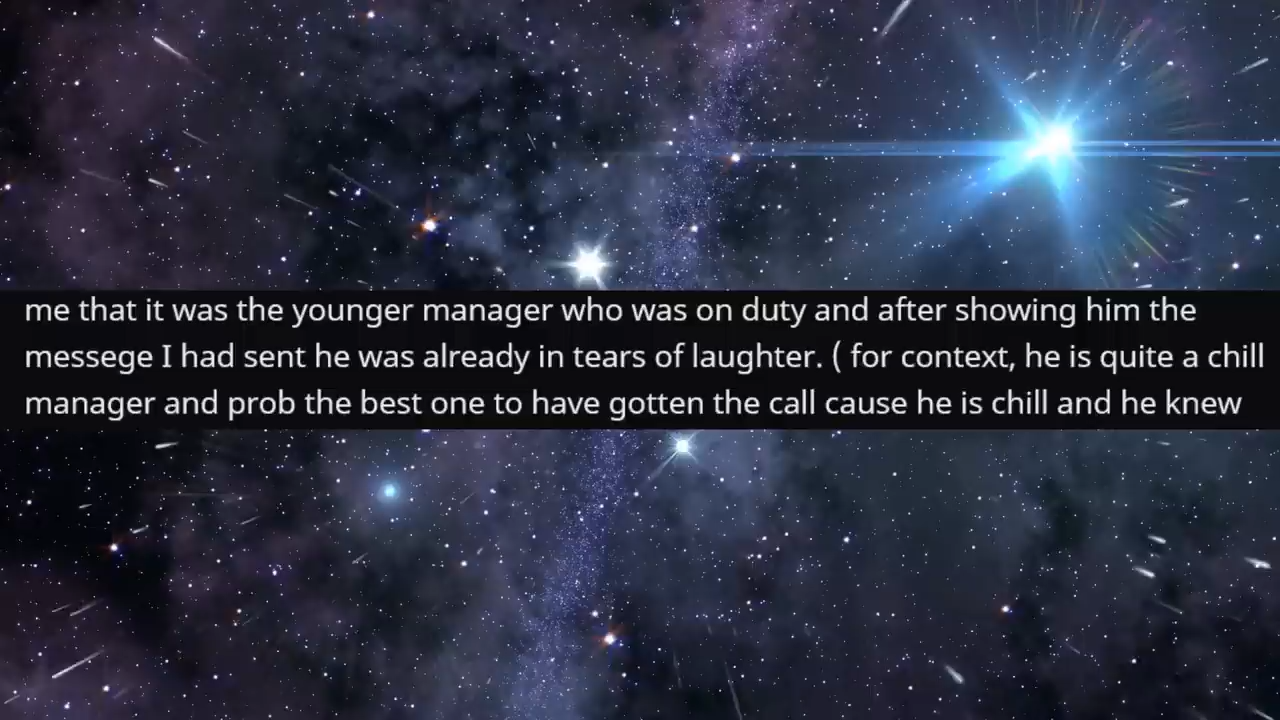 me that it was the younger manager who was on duty and after showing him the
messege I had sent he was already in tears of laughter. ( for context, he is quite a chill
manager and prob the best one to have gotten the call cause he is chill and he knew